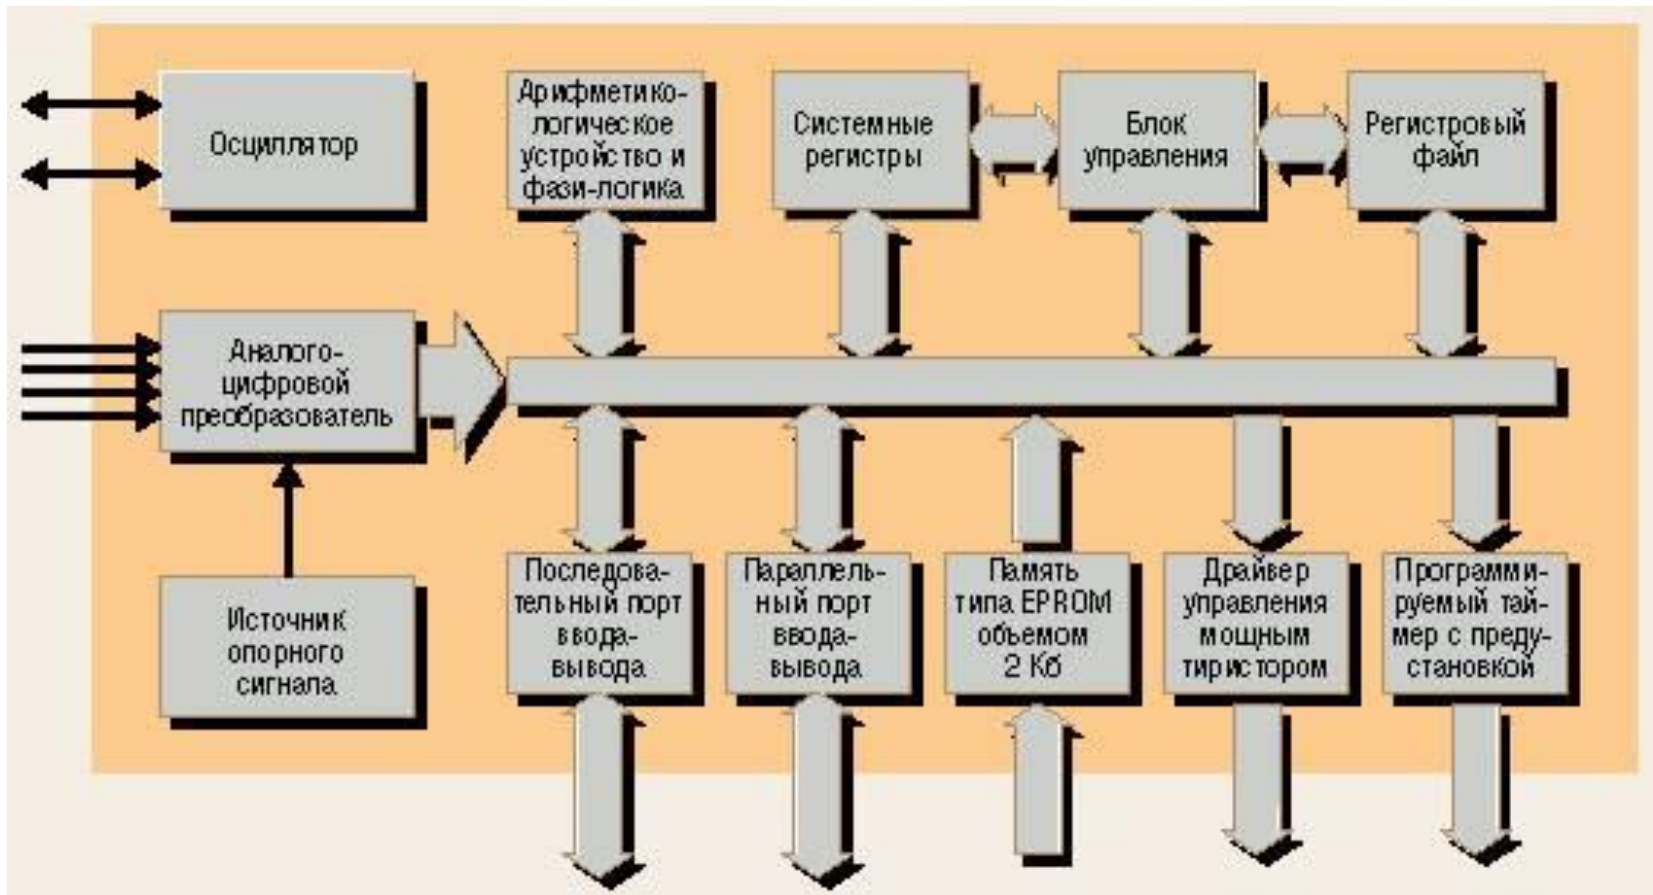 Осциллятор
Арифметико-
логическое
устройство и
фази-логика
Системные
регистры
Блок
управления
Регистровый
файл
Аналого-
цифровой
преобразователь
Источник
опорного
сигнала
Последова-
тельный порт
ввода-
вывода
Параллель-
ный порт
ввода-
вывода
Память
типа EPROM
объемом
2 Кб
Драйвер
управления
мощным
тиристором
Программи-
руемый тай-
мер с преду-
становкой